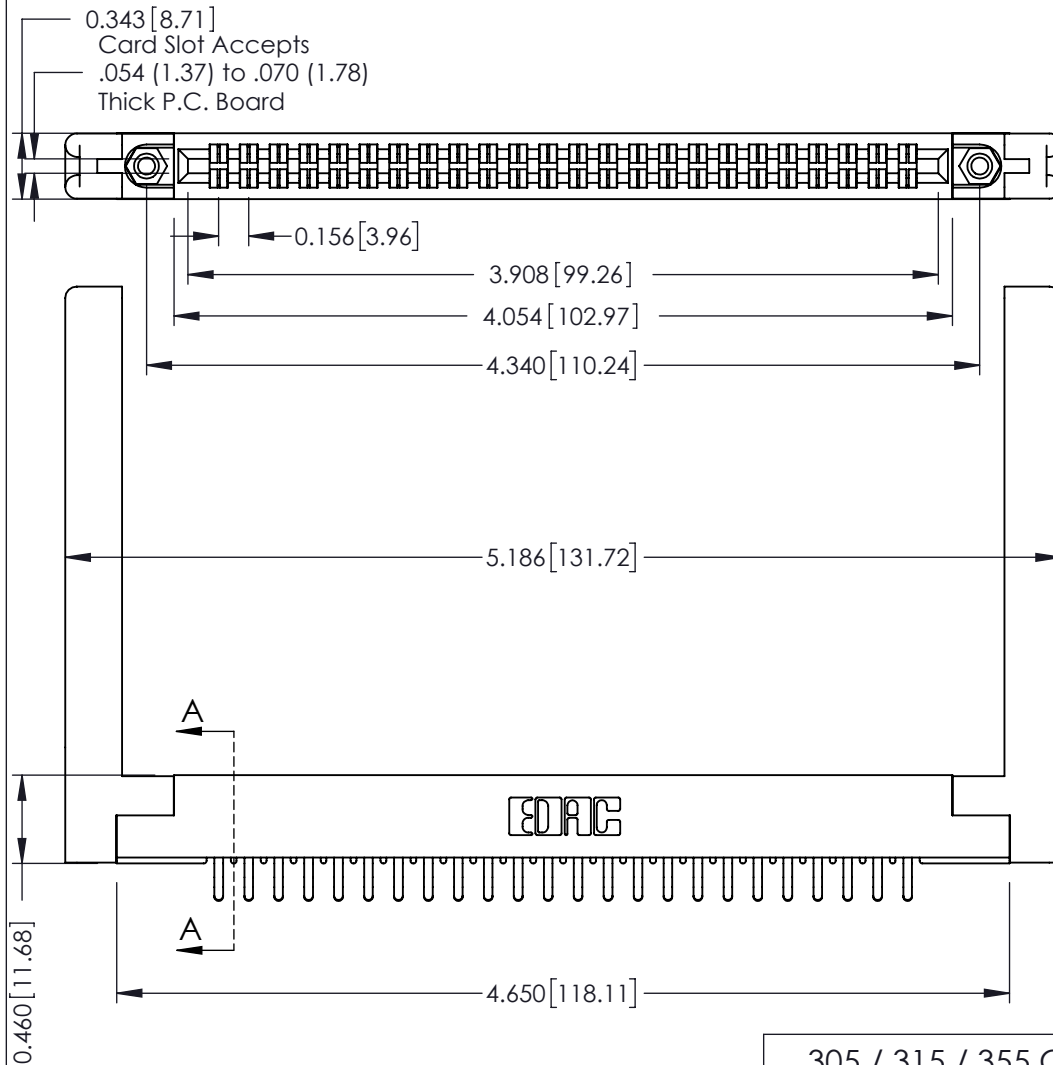 0.343[8.71]
Card Slot Accepts
.054 (1.37) to .070 (1.78)
Thick P.C. Board
0.156[3.96]
3.908[99.26]
4.054[102.97]
4.340[110.24]
5.186[131.72]
A
EDAC
A
0.460[11.68]
4.650[118.11]
305 / 315 / 355